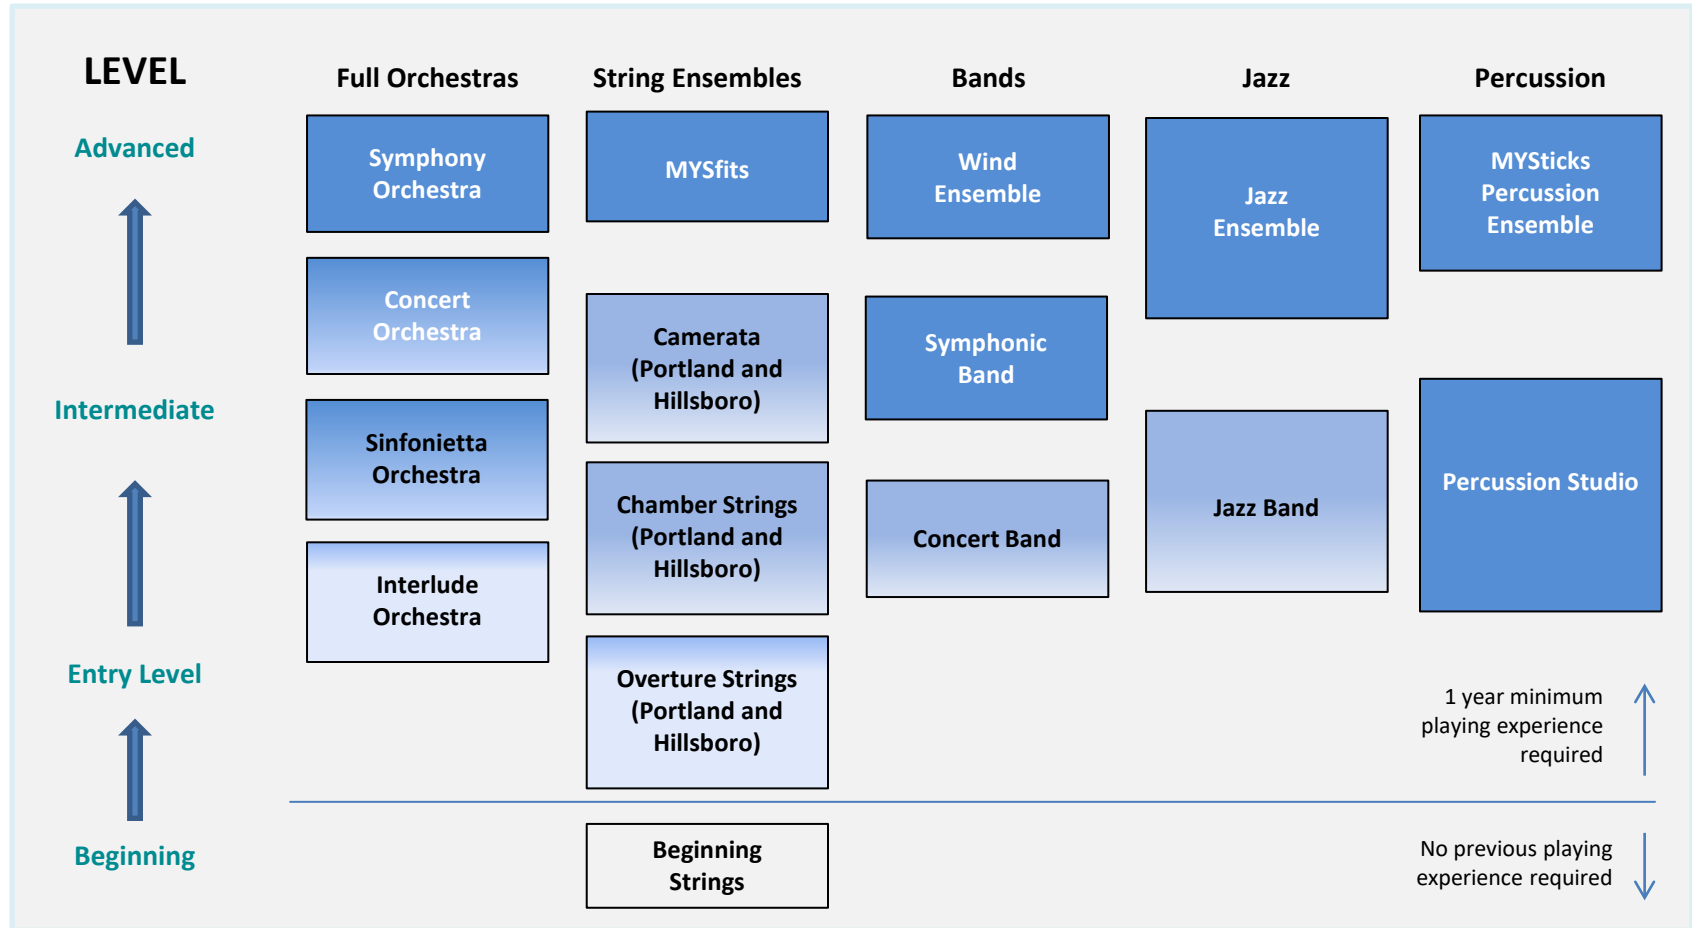 LEVEL
Full Orchestras
String Ensembles
Bands
Jazz
Percussion
Advanced
Symphony
Orchestra
MYSfits
Wind
Ensemble
Jazz
Ensemble
MYSticks
Percussion
Ensemble
Concert
Orchestra
Camerata
(Portland and
Hillsboro)
Symphonic
Band
Intermediate
Sinfonietta
Orchestra
Chamber Strings
(Portland and
Hillsboro)
Concert Band
Jazz Band
Percussion Studio
Interlude
Orchestra
Entry Level
Overture Strings
(Portland and
Hillsboro)
1 year minimum
playing experience
required
Beginning
Beginning
Strings
No previous playing
experience required